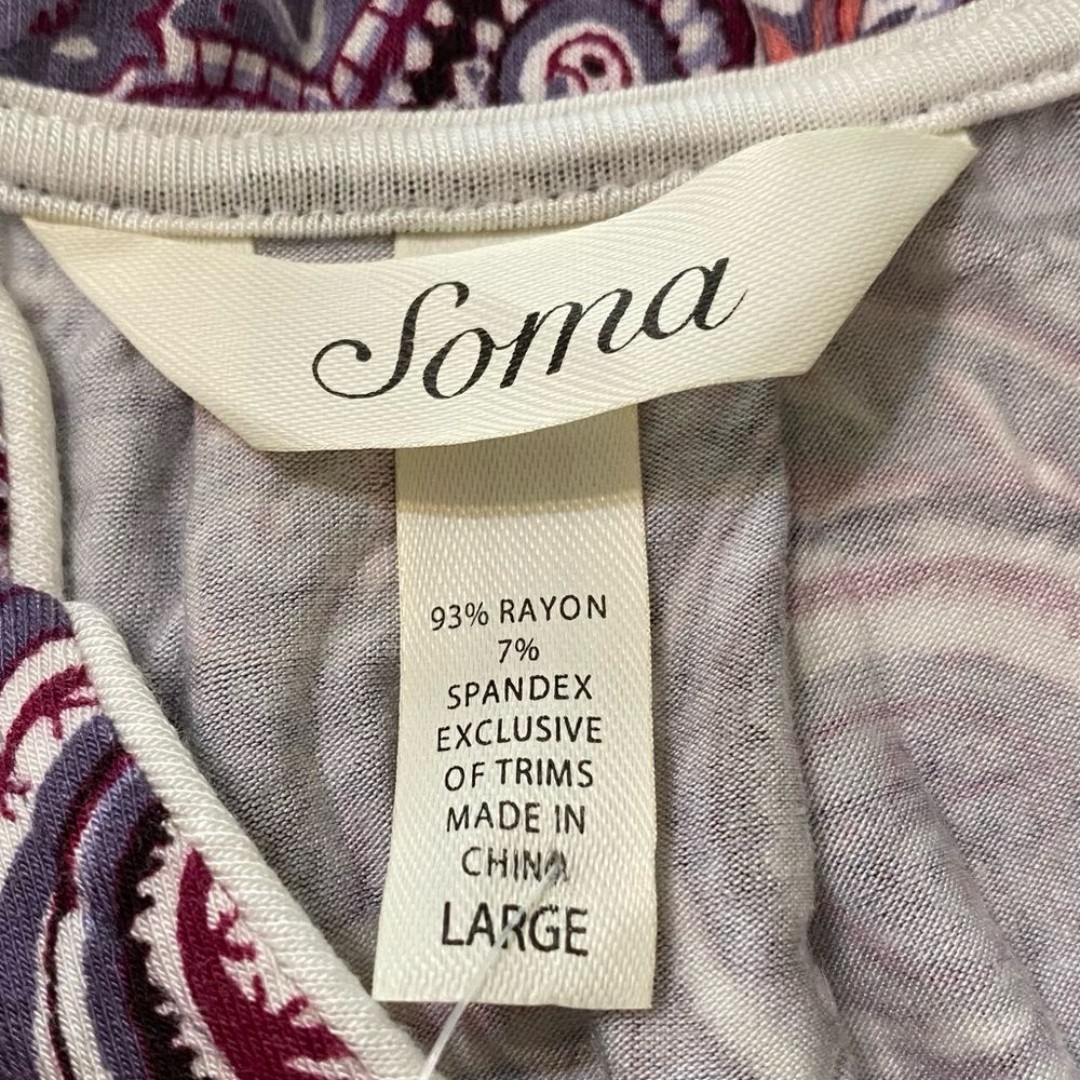 Soma
93% RAYON
7%
SPANDEX
EXCLUSIVE
OF TRIMS
MADE IN
CHINA
LARGE